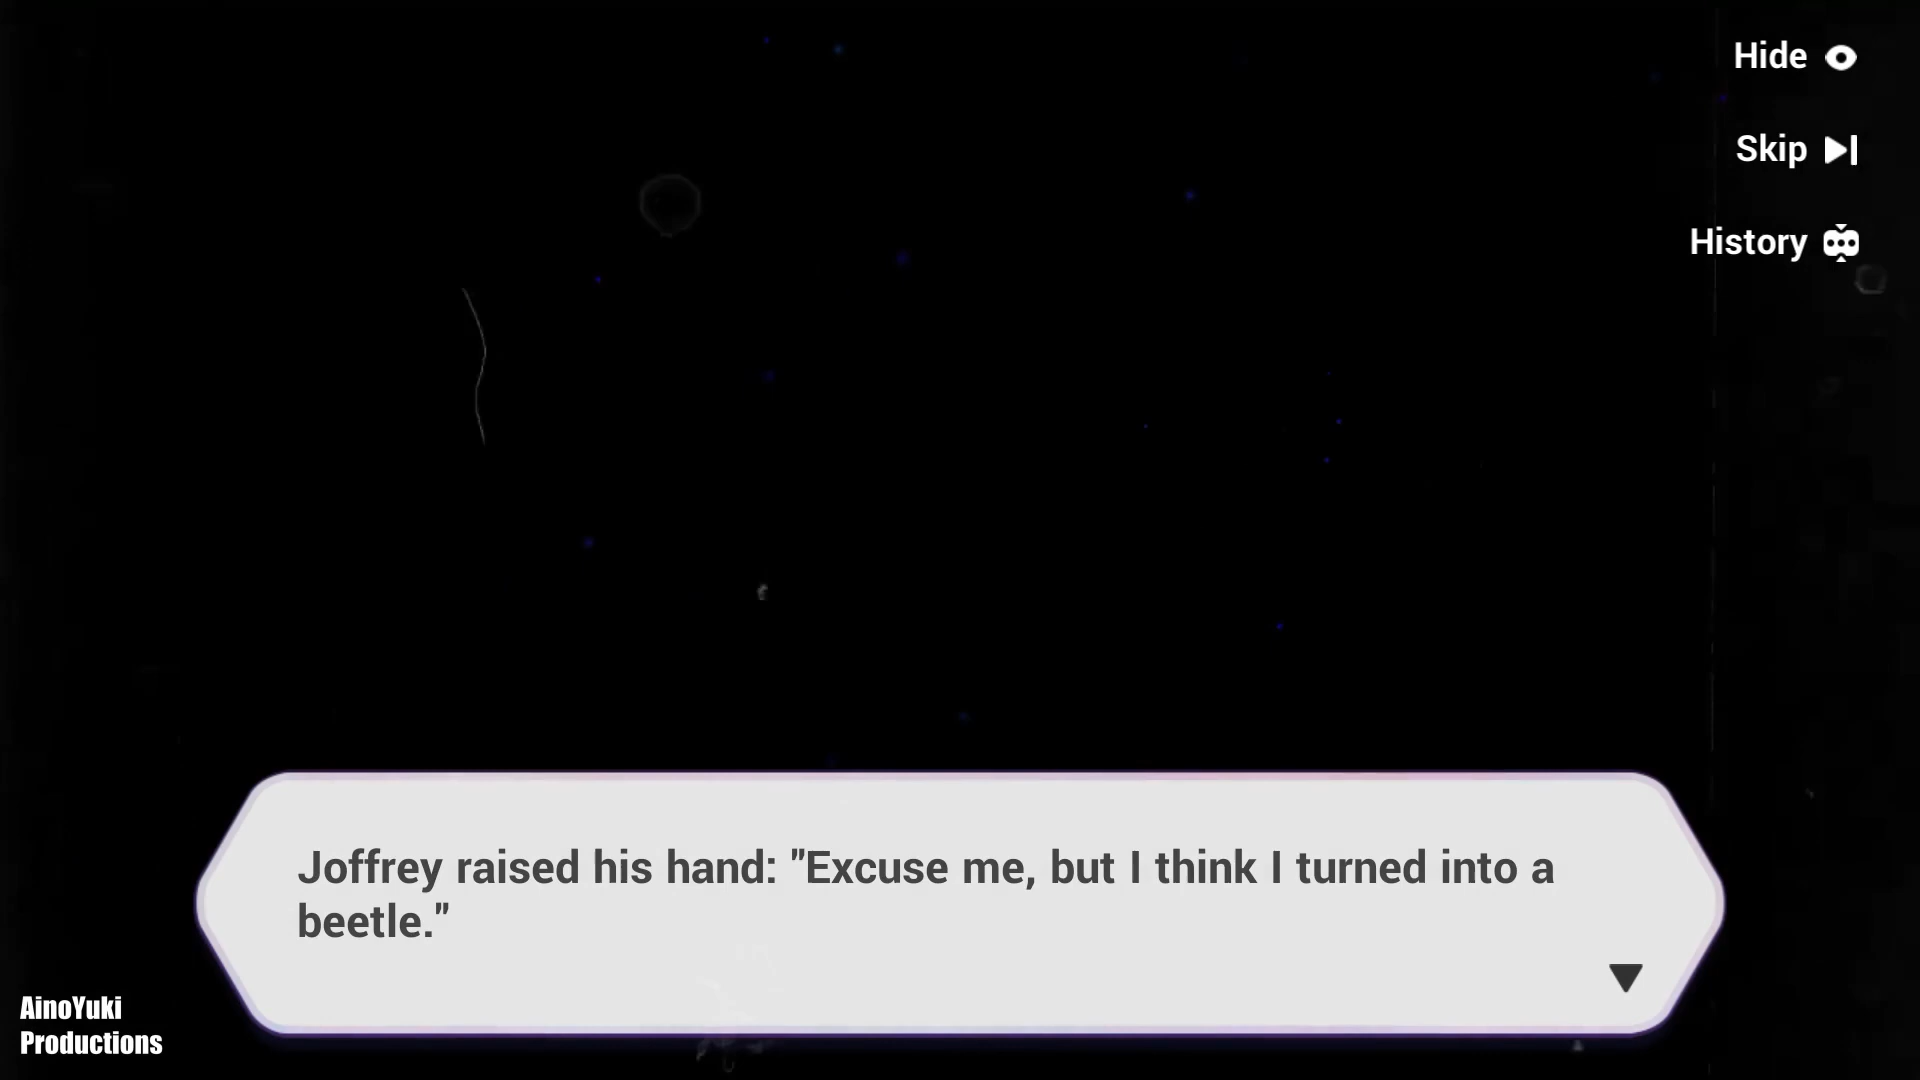 Hide
Skip
History
Joffrey raised his hand: "Excuse me, but I think I turned into a
beetle."
AinoYuki
Productions